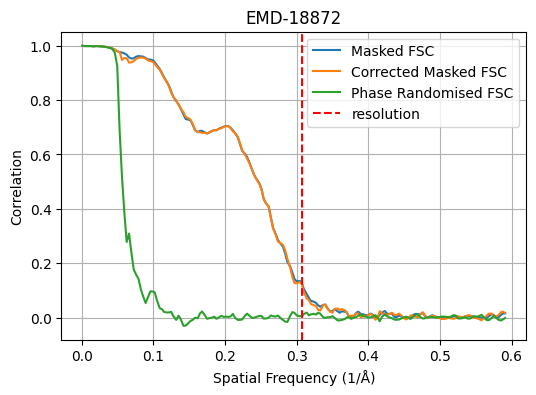 EMD-18872
Masked FSC
Corrected Masked FSC
Phase Randomised FSC
resolution
Correlation
1.0
0.8
0.6
0.4
0.2
0.0
0.0 0.1 0.2 0.3 0.4 0.5 0.6
Spatial Frequency (1/Å)